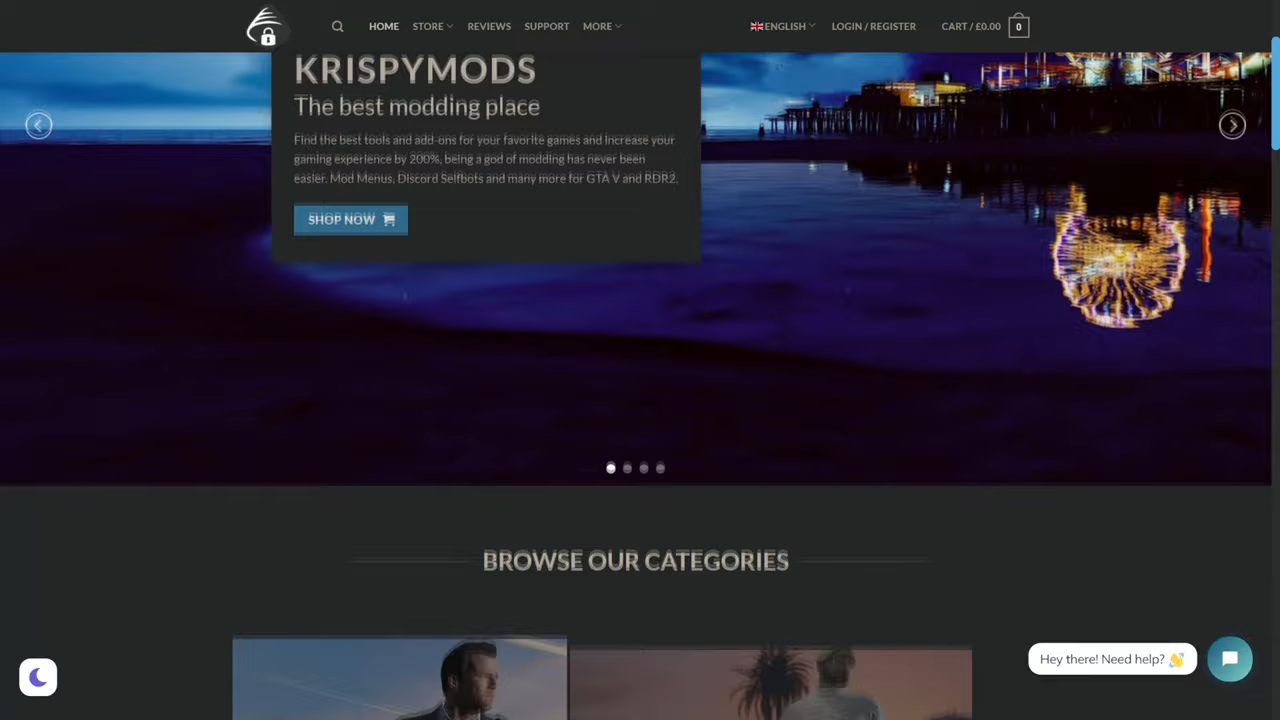 HOME
STORE
REVIEWS
SUPPORT
MORE
ENGLISH
LOGIN / REGISTER
CART / £0.00
0
KRISPYMODS
The best modding place
Find the best tools and add-ons for your favorite games and increase your
gaming experience by 200%, being a god of modding has never been
easier. Mod Menus, Discord Selfbots and many more for GTA V and RDR2.
SHOP NOW
BROWSE OUR CATEGORIES
Hey there! Need help? 👋